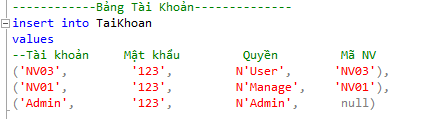 ------------Bảng Tài Khoản-------------
insert into TaiKhoan
values
--Tài khoản Mật khẩu Quyền Mã NV
('NV03', '123', N'User', 'NV03'),
('NV01', '123', N'Manage', 'NV01'),
('Admin', '123', N'Admin', null)